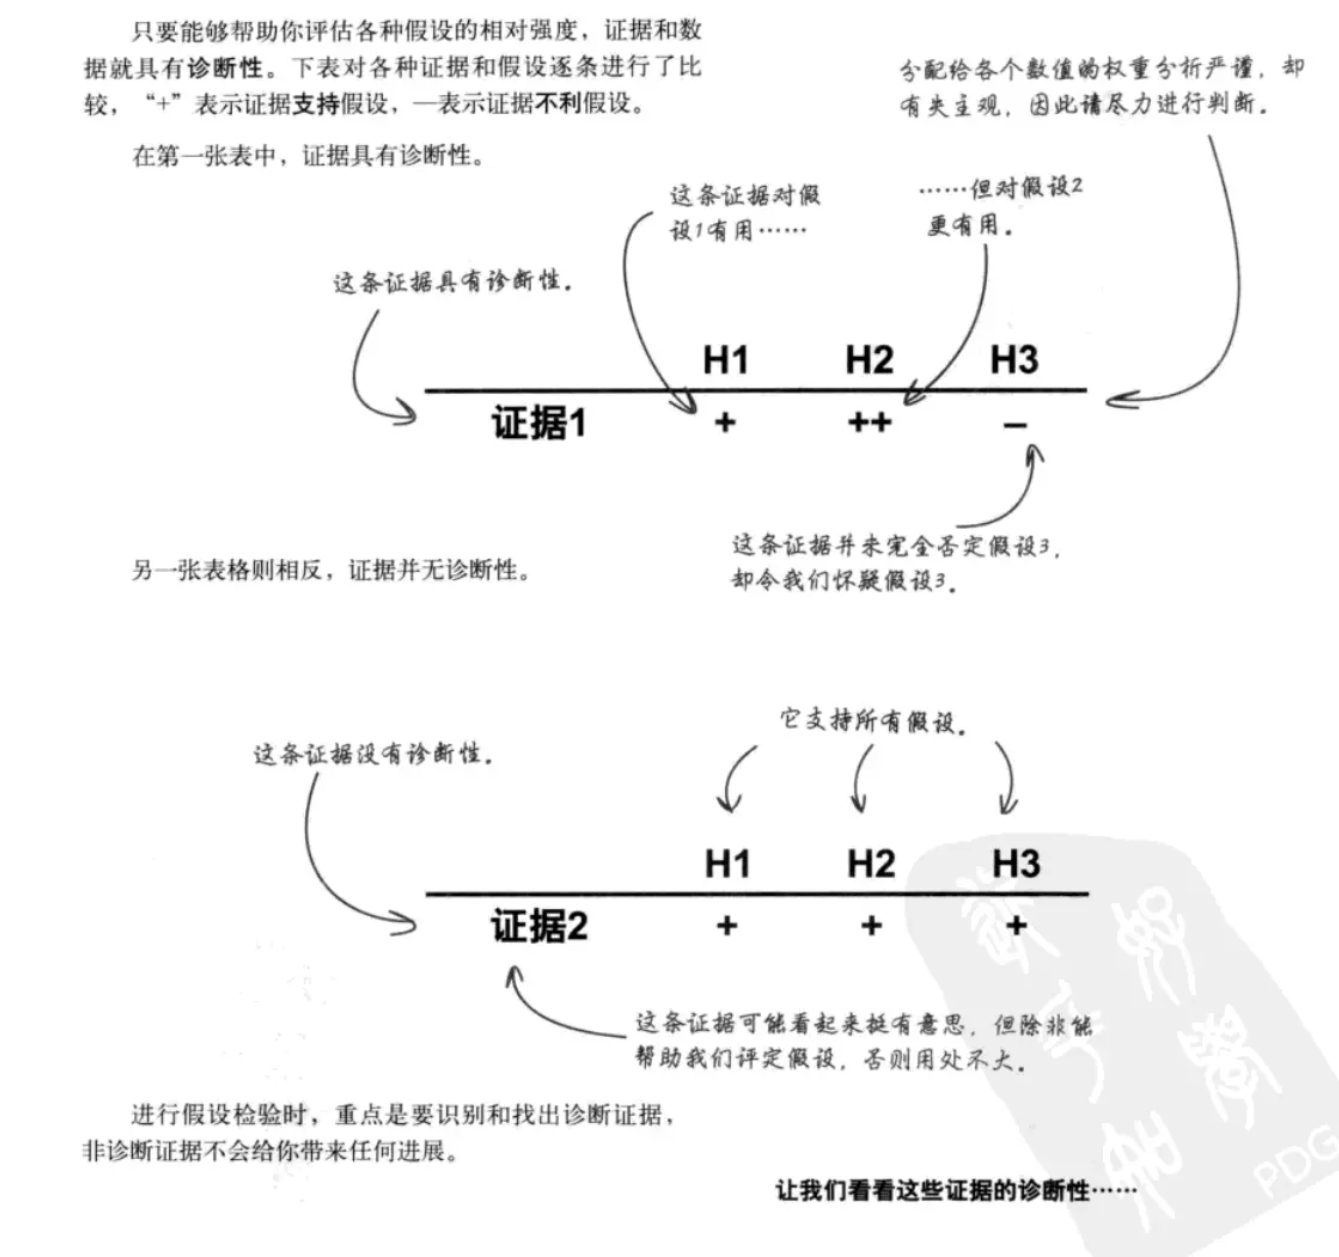 只要能够帮助你评估各种假设的相对强度，证据和数
据就具有诊断性。下表对各种证据和假设逐条进行了比
较，“+”表示证据支持假设，—表示证据不利假设。
在第一张表中，证据具有诊断性。
分配给各个数值的权重分析严谨，却
有失主观，因此请尽力进行判断。
这条证据对假
设1有用……
……但对假设2
更有用。
这条证据具有诊断性。
H1 H2 H3
证据1 + ++ –
这条证据并未完全否定假设3，
却令我们怀疑假设3。
另一张表格则相反，证据并无诊断性。
它支持所有假设。
这条证据没有诊断性。
H1 H2 H3
证据2 + + +
这条证据可能看起来挺有意思，但除非能
帮助我们评定假设，否则用处不大。
进行假设检验时，重点是要识别和找出诊断证据，
非诊断证据不会给你带来任何进展。
让我们看看这些证据的诊断性……
PDG